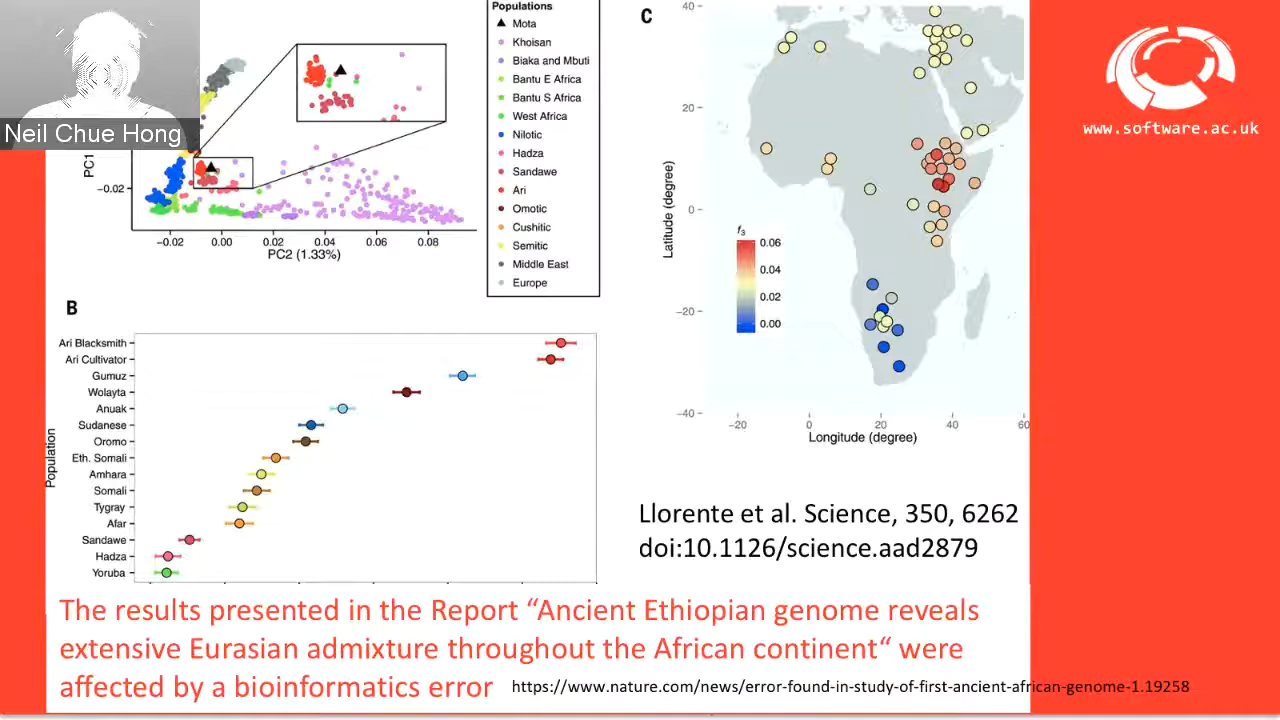 Neil Chue Hong
PC1
−0.02
−0.02
0.00
0.02
0.04
0.06
0.08
PC2 (1.33%)
Populations
Mota
Khoisan
Biaka and Mbuti
Bantu E Africa
Bantu S Africa
West Africa
Nilotic
Hadza
Sandawe
Ari
Omotic
Cushitic
Semitic
Middle East
Europe
B
Population
Ari Blacksmith
Ari Cultivator
Gumuz
Wolayta
Anuak
Sudanese
Oromo
Eth. Somali
Amhara
Somali
Tygray
Afar
Sandawe
Hadza
Yoruba
C
40
20
0
−20
−40
Latitude (degree)
f3
0.06
0.04
0.02
0.00
−20
0
20
40
60
Longitude (degree)
www.software.ac.uk
Llorente et al. Science, 350, 6262
doi:10.1126/science.aad2879
The results presented in the Report “Ancient Ethiopian genome reveals
extensive Eurasian admixture throughout the African continent“ were
affected by a bioinformatics error
https://www.nature.com/news/error-found-in-study-of-first-ancient-african-genome-1.19258